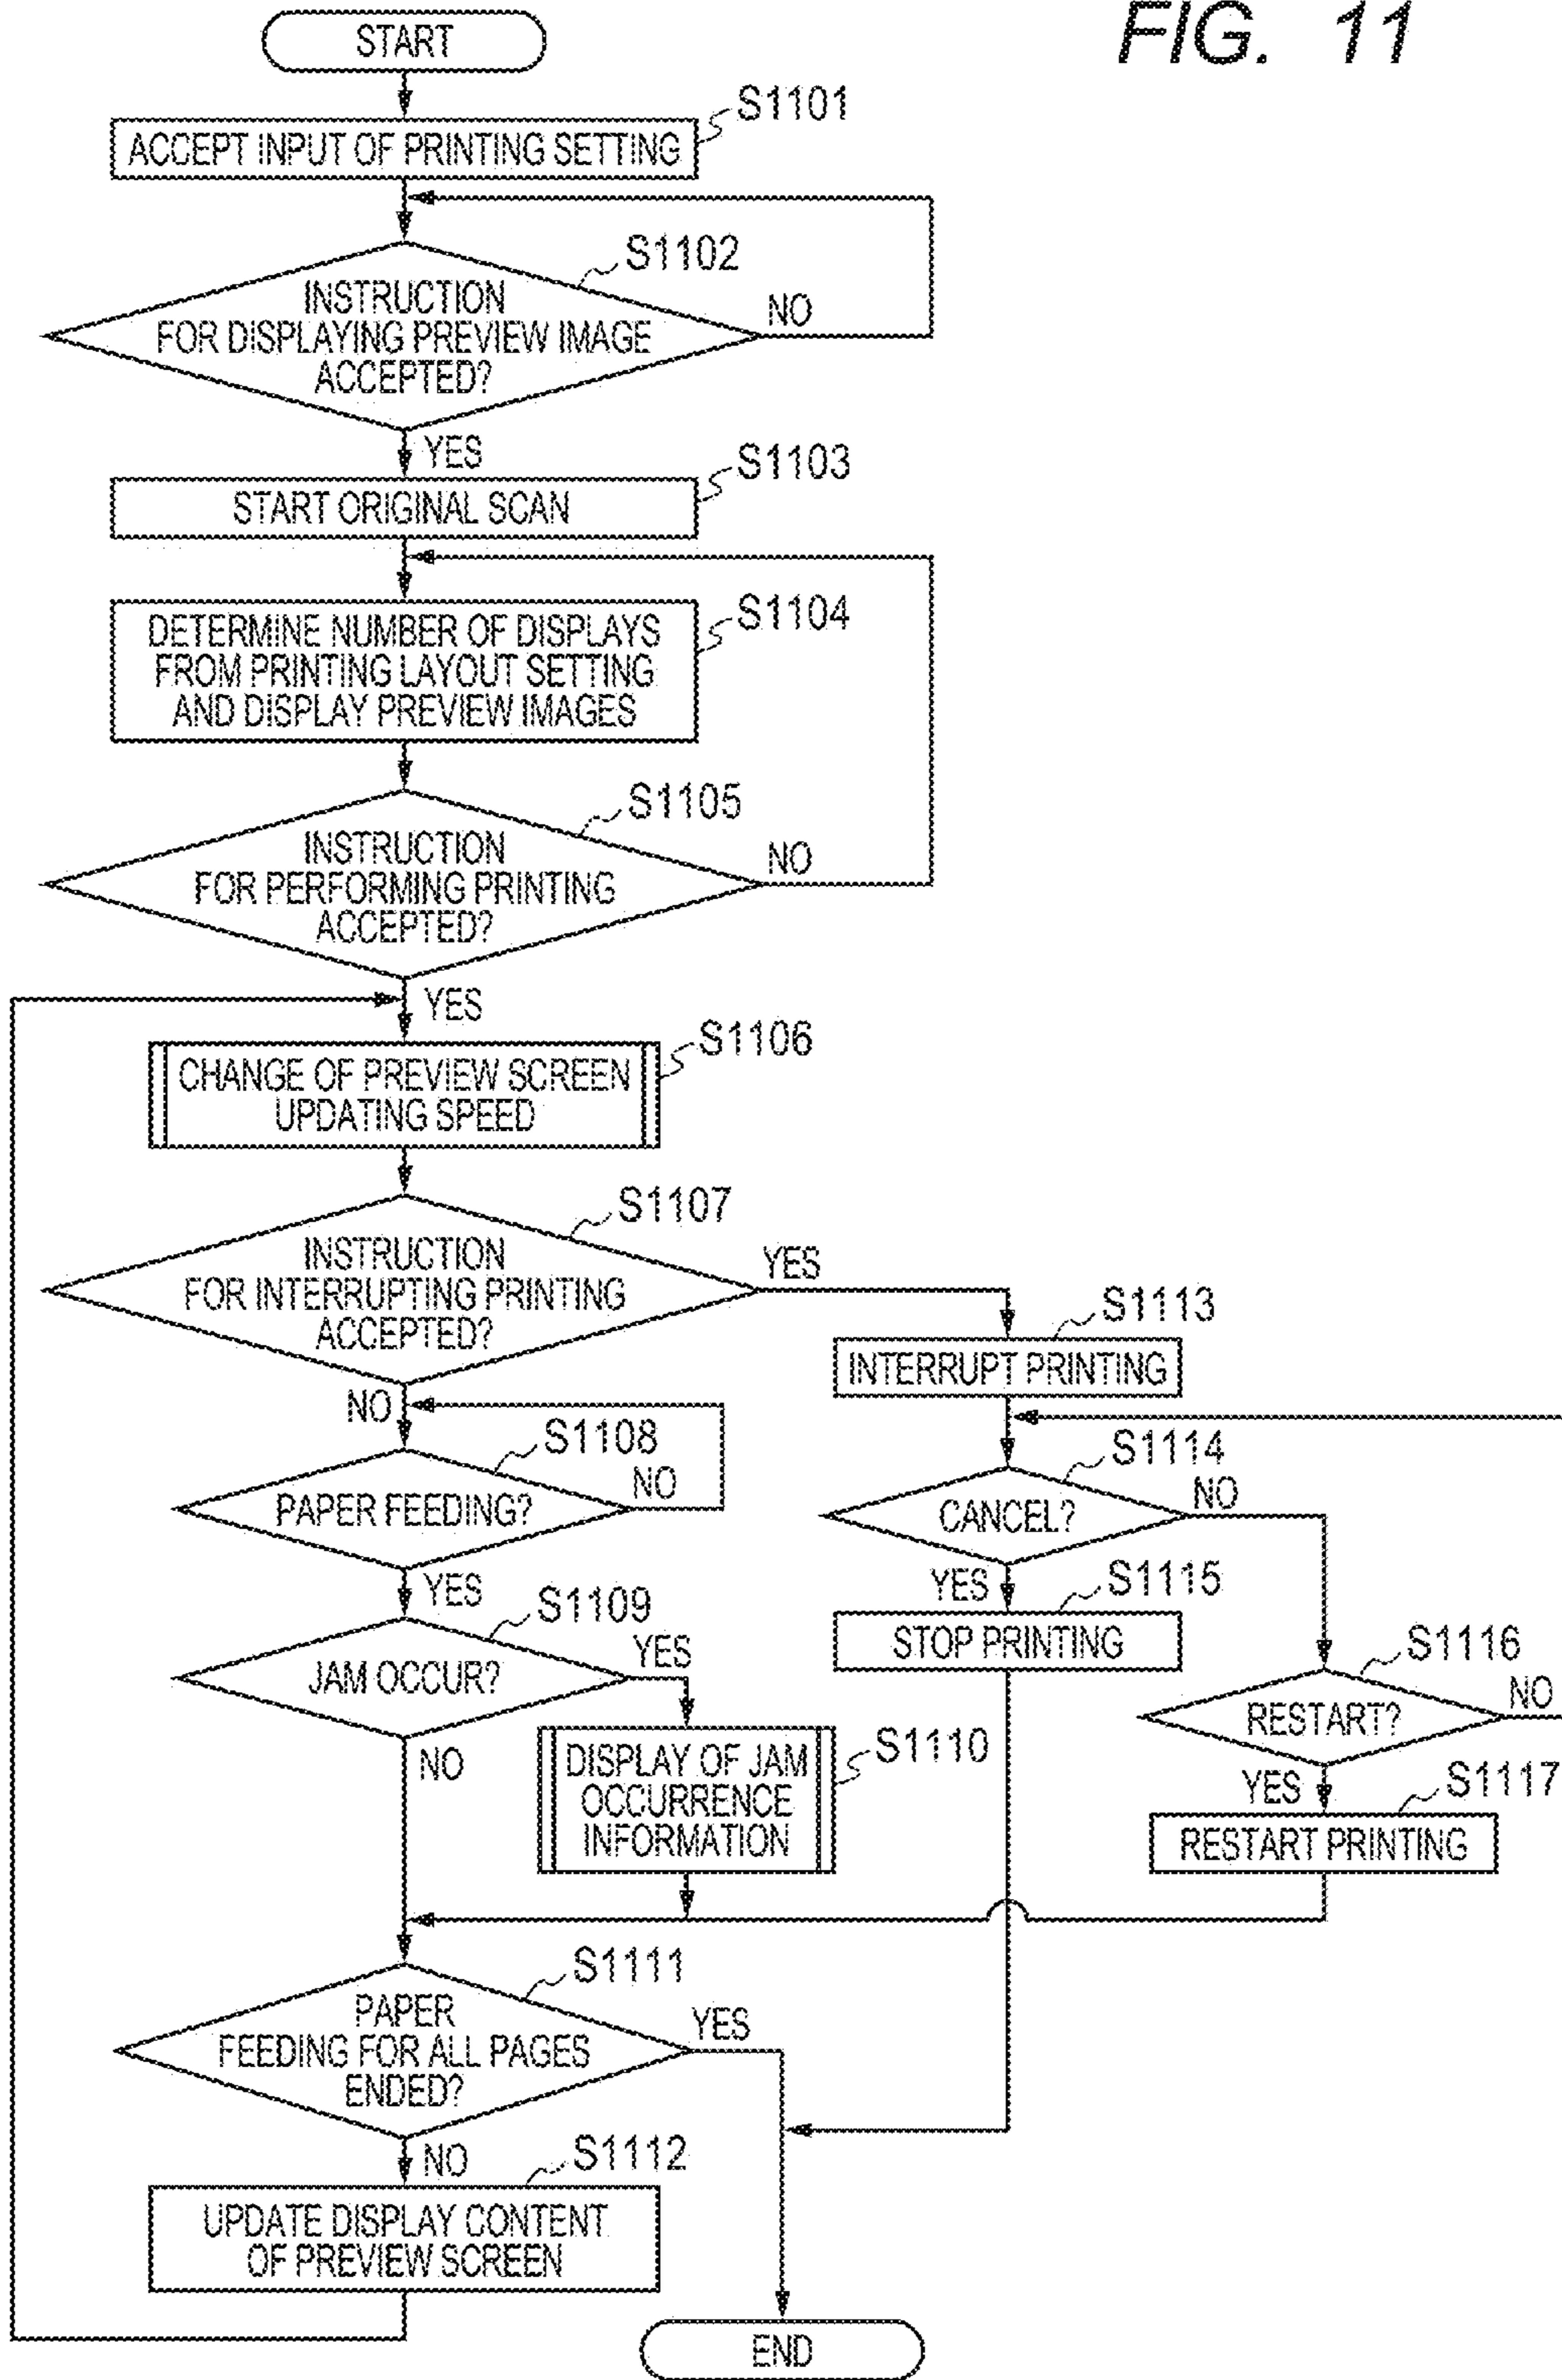 FIG. 11
START
S1101
ACCEPT INPUT OF PRINTING SETTING
S1102
INSTRUCTION
FOR DISPLAYING PREVIEW IMAGE
ACCEPTED?
NO
YES
S1103
START ORIGINAL SCAN
S1104
DETERMINE NUMBER OF DISPLAYS
FROM PRINTING LAYOUT SETTING
AND DISPLAY PREVIEW IMAGES
S1105
INSTRUCTION
FOR PERFORMING PRINTING
ACCEPTED?
NO
YES
S1106
CHANGE OF PREVIEW SCREEN
UPDATING SPEED
S1107
INSTRUCTION
FOR INTERRUPTING PRINTING
ACCEPTED?
YES
NO
S1113
INTERRUPT PRINTING
S1108
PAPER FEEDING?
NO
YES
S1114
CANCEL?
NO
YES
S1115
STOP PRINTING
S1109
JAM OCCUR?
YES
NO
S1116
RESTART?
NO
YES
S1110
DISPLAY OF JAM
OCCURRENCE
INFORMATION
S1117
RESTART PRINTING
S1111
PAPER
FEEDING FOR ALL PAGES
ENDED?
YES
NO
S1112
UPDATE DISPLAY CONTENT
OF PREVIEW SCREEN
END